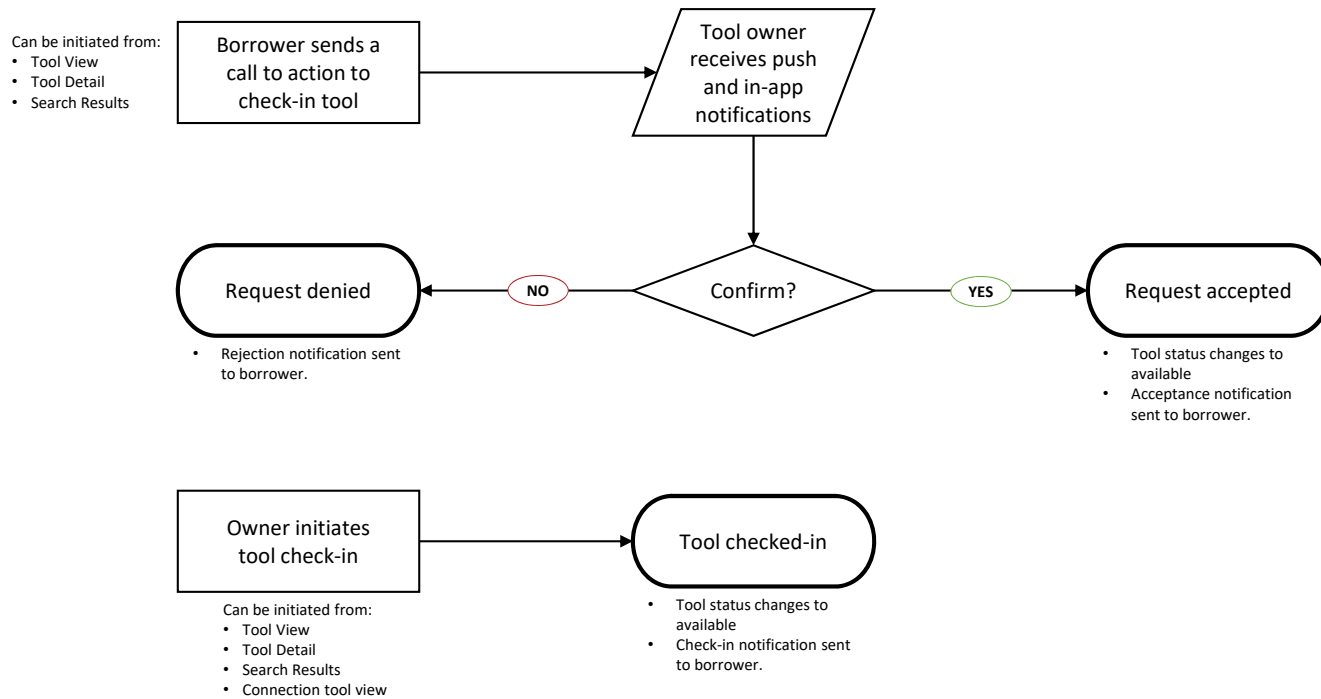 Can be initiated from:
• Tool View
• Tool Detail
• Search Results
Borrower sends a
call to action to
check-in tool
Tool owner
receives push
and in-app
notifications
Request denied
NO
Confirm?
YES
Request accepted
• Rejection notification sent
to borrower.
• Tool status changes to
available
• Acceptance notification
sent to borrower.
Owner initiates
tool check-in
Tool checked-in
Can be initiated from:
• Tool View
• Tool Detail
• Search Results
• Connection tool view
• Tool status changes to
available
• Check-in notification sent
to borrower.